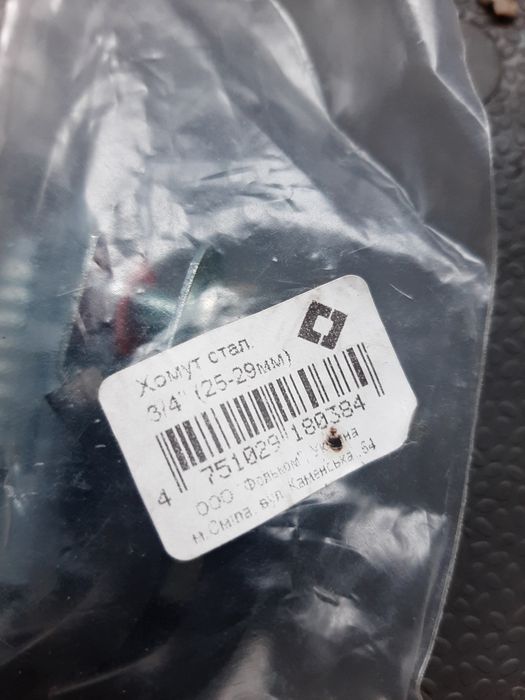 Хомут стал.
3/4" (25-29мм)
4 751029 180384
ООО "Фольком" Україна
м.Сміла, вул. Каменська, 54